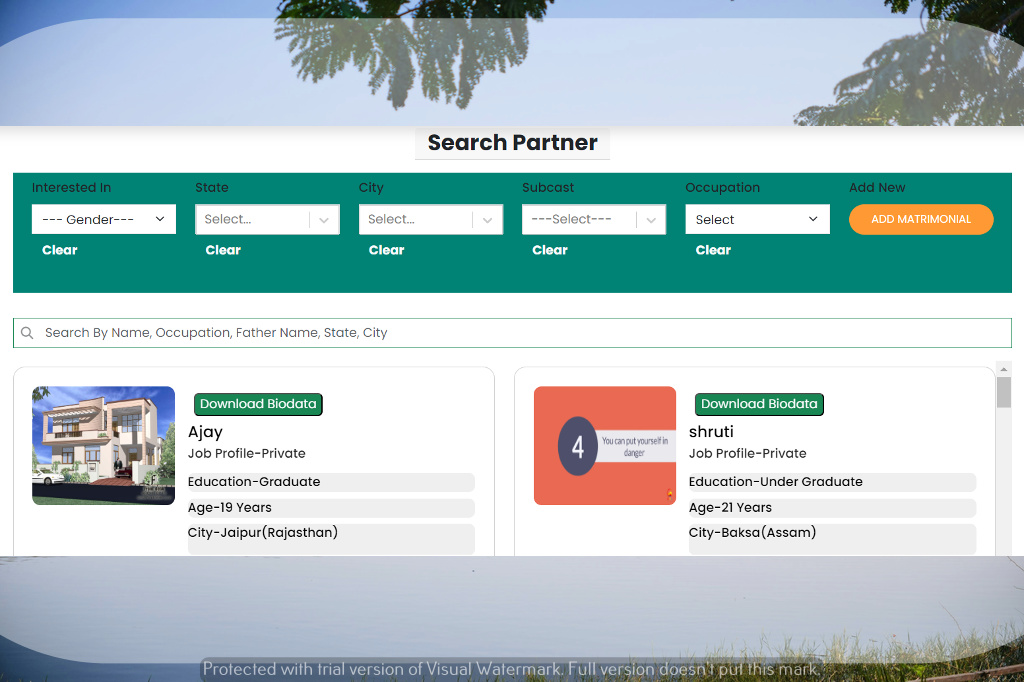 Search Partner
Interested In State City Subcast Occupation Add New
--- Gender--- Select... Select... ---Select--- Select ADD MATRIMONIAL
Clear Clear Clear Clear Clear
Search By Name, Occupation, Father Name, State, City
Download Biodata
Ajay
Job Profile-Private
Education-Graduate
Age-19 Years
City-Jaipur(Rajasthan)
4
You can put yourself in
danger
Download Biodata
shruti
Job Profile-Private
Education-Under Graduate
Age-21 Years
City-Baksa(Assam)
Protected with trial version of Visual Watermark. Full version doesn't put this mark.